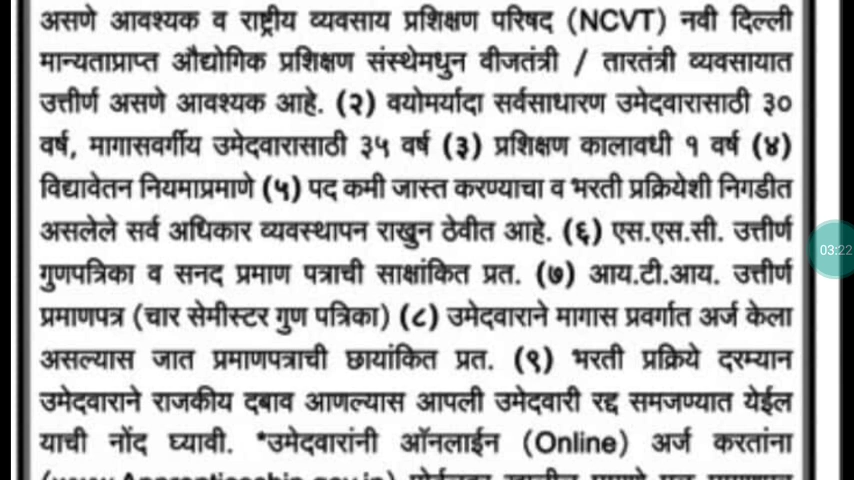 असणे आवश्यक व राष्ट्रीय व्यवसाय प्रशिक्षण परिषद (NCVT) नवी दिल्ली
मान्यताप्राप्त औद्योगिक प्रशिक्षण संस्थेमधुन वीजतंत्री / तारतंत्री व्यवसायात
उत्तीर्ण असणे आवश्यक आहे. (२) वयोमर्यादा सर्वसाधारण उमेदवारासाठी ३०
वर्ष, मागासवर्गीय उमेदवारासाठी ३५ वर्ष (३) प्रशिक्षण कालावधी १ वर्ष (४)
विद्यावेतन नियमाप्रमाणे (५) पद कमी जास्त करण्याचा व भरती प्रक्रियेशी निगडीत
असलेले सर्व अधिकार व्यवस्थापन राखुन ठेवीत आहे. (६) एस.एस.सी. उत्तीर्ण
गुणपत्रिका व सनद प्रमाण पत्राची साक्षांकित प्रत. (७) आय.टी.आय. उत्तीर्ण
प्रमाणपत्र (चार सेमीस्टर गुण पत्रिका) (८) उमेदवाराने मागास प्रवर्गात अर्ज केला
असल्यास जात प्रमाणपत्राची छायांकित प्रत. (९) भरती प्रक्रिये दरम्यान
उमेदवाराने राजकीय दबाव आणल्यास आपली उमेदवारी रद्द समजण्यात येईल
याची नोंद घ्यावी. *उमेदवारांनी ऑनलाईन (Online) अर्ज करतांना
03:22